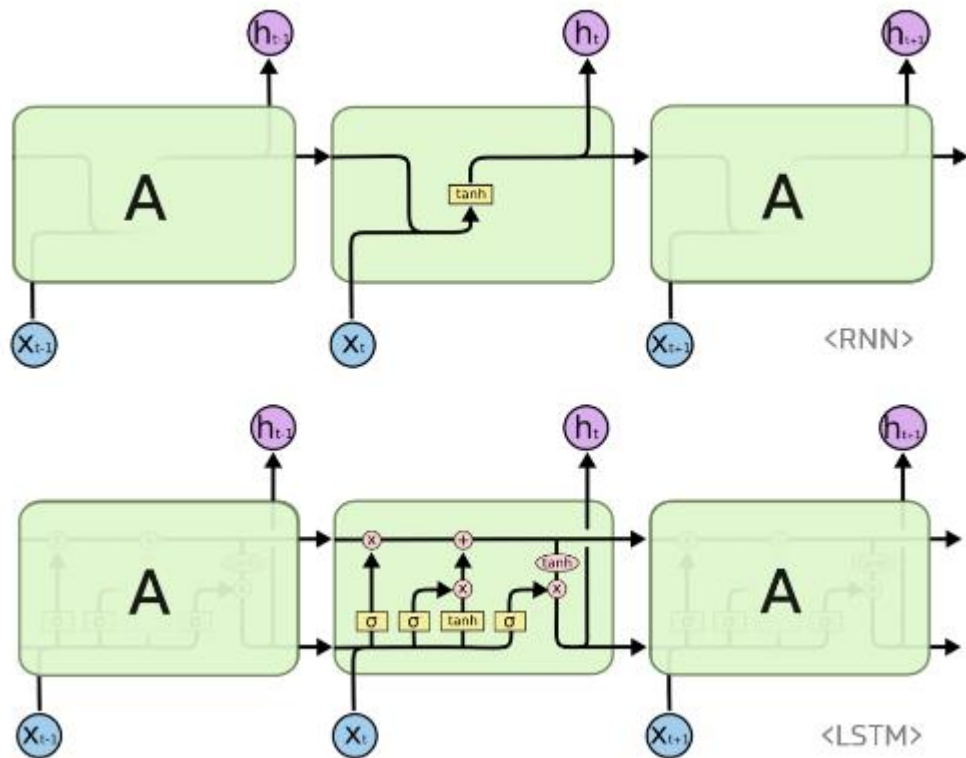 ht-1 ht ht+1
A A
tanh
Xt-1 Xt Xt+1
<RNN>
ht-1 ht ht+1
x +
tanh
A x x A
σ σ tanh σ
Xt-1 Xt Xt+1
<LSTM>